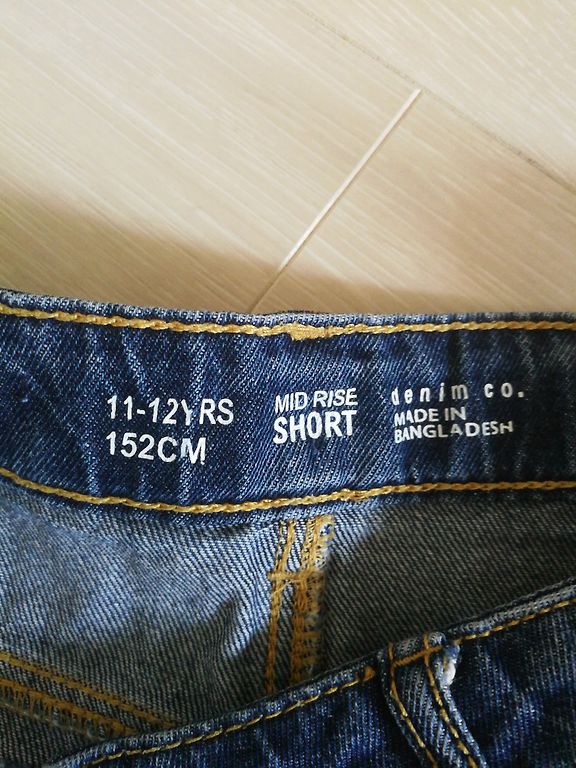 11-12YRS
152CM
MID RISE
SHORT
denim co.
MADE IN
BANGLADESH